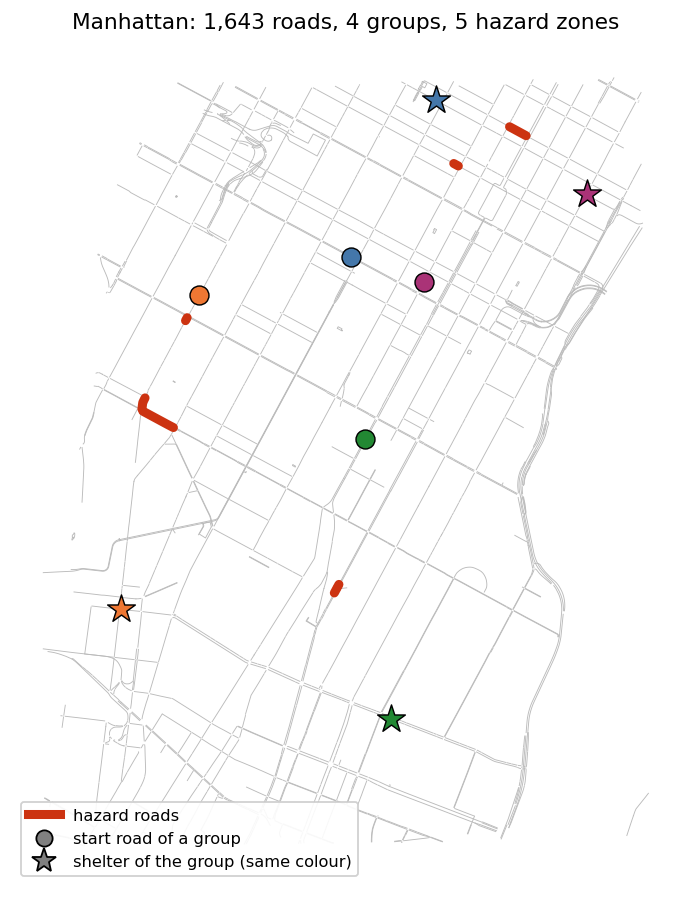 Manhattan: 1,643 roads, 4 groups, 5 hazard zones
hazard roads
start road of a group
shelter of the group (same colour)